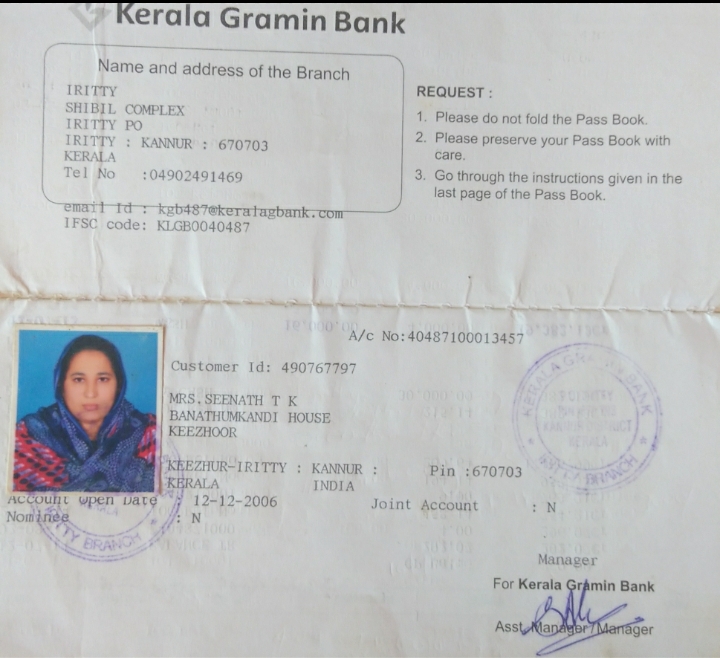 Kerala Gramin Bank
Name and address of the Branch
IRITTY
SHIBIL COMPLEX
IRITTY PO
IRITTY : KANNUR : 670703
KERALA
Tel No :04902491469
email Id : kgb487@keralagbank.com
IFSC code: KLGB0040487
REQUEST :
1. Please do not fold the Pass Book.
2. Please preserve your Pass Book with
care.
3. Go through the instructions given in the
last page of the Pass Book.
A/c No:40487100013457
Customer Id: 490767797
MRS.SEENATH T K
BANATHUMKANDI HOUSE
KEEZHOOR
KEEZHUR-IRITTY : KANNUR : Pin :670703
KERALA INDIA
Account Open Date : 12-12-2006 Joint Account : N
Nominee : N
KERALA GRAMIN BANK
IRITTY BRANCH
IRITTY BRANCH
Manager
For Kerala Gramin Bank
Asst. Manager / Manager